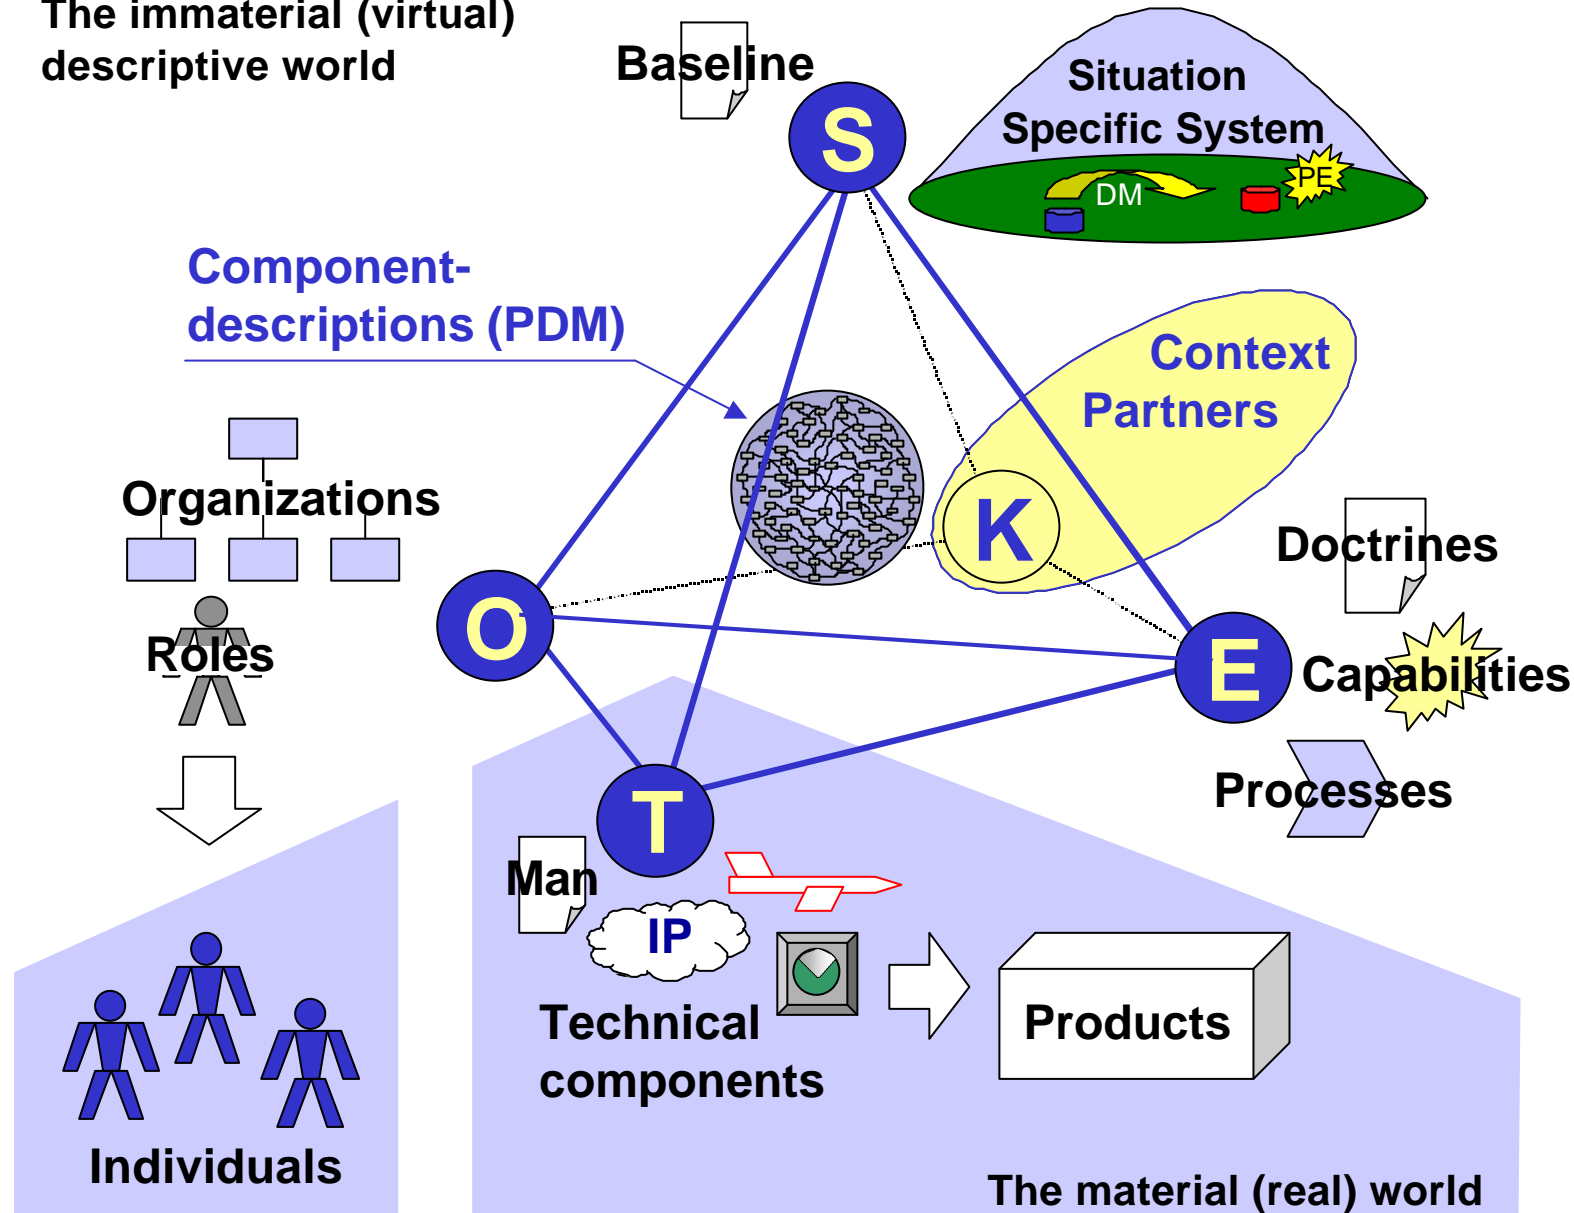 The immaterial (virtual)
descriptive world
Baseline
S
Situation
Specific System
DM
PE
Component-
descriptions (PDM)
Context
Partners
K
Organizations
Roles
O
Doctrines
E
Capabilities
Processes
T
Man
IP
Technical
components
Products
Individuals
The material (real) world